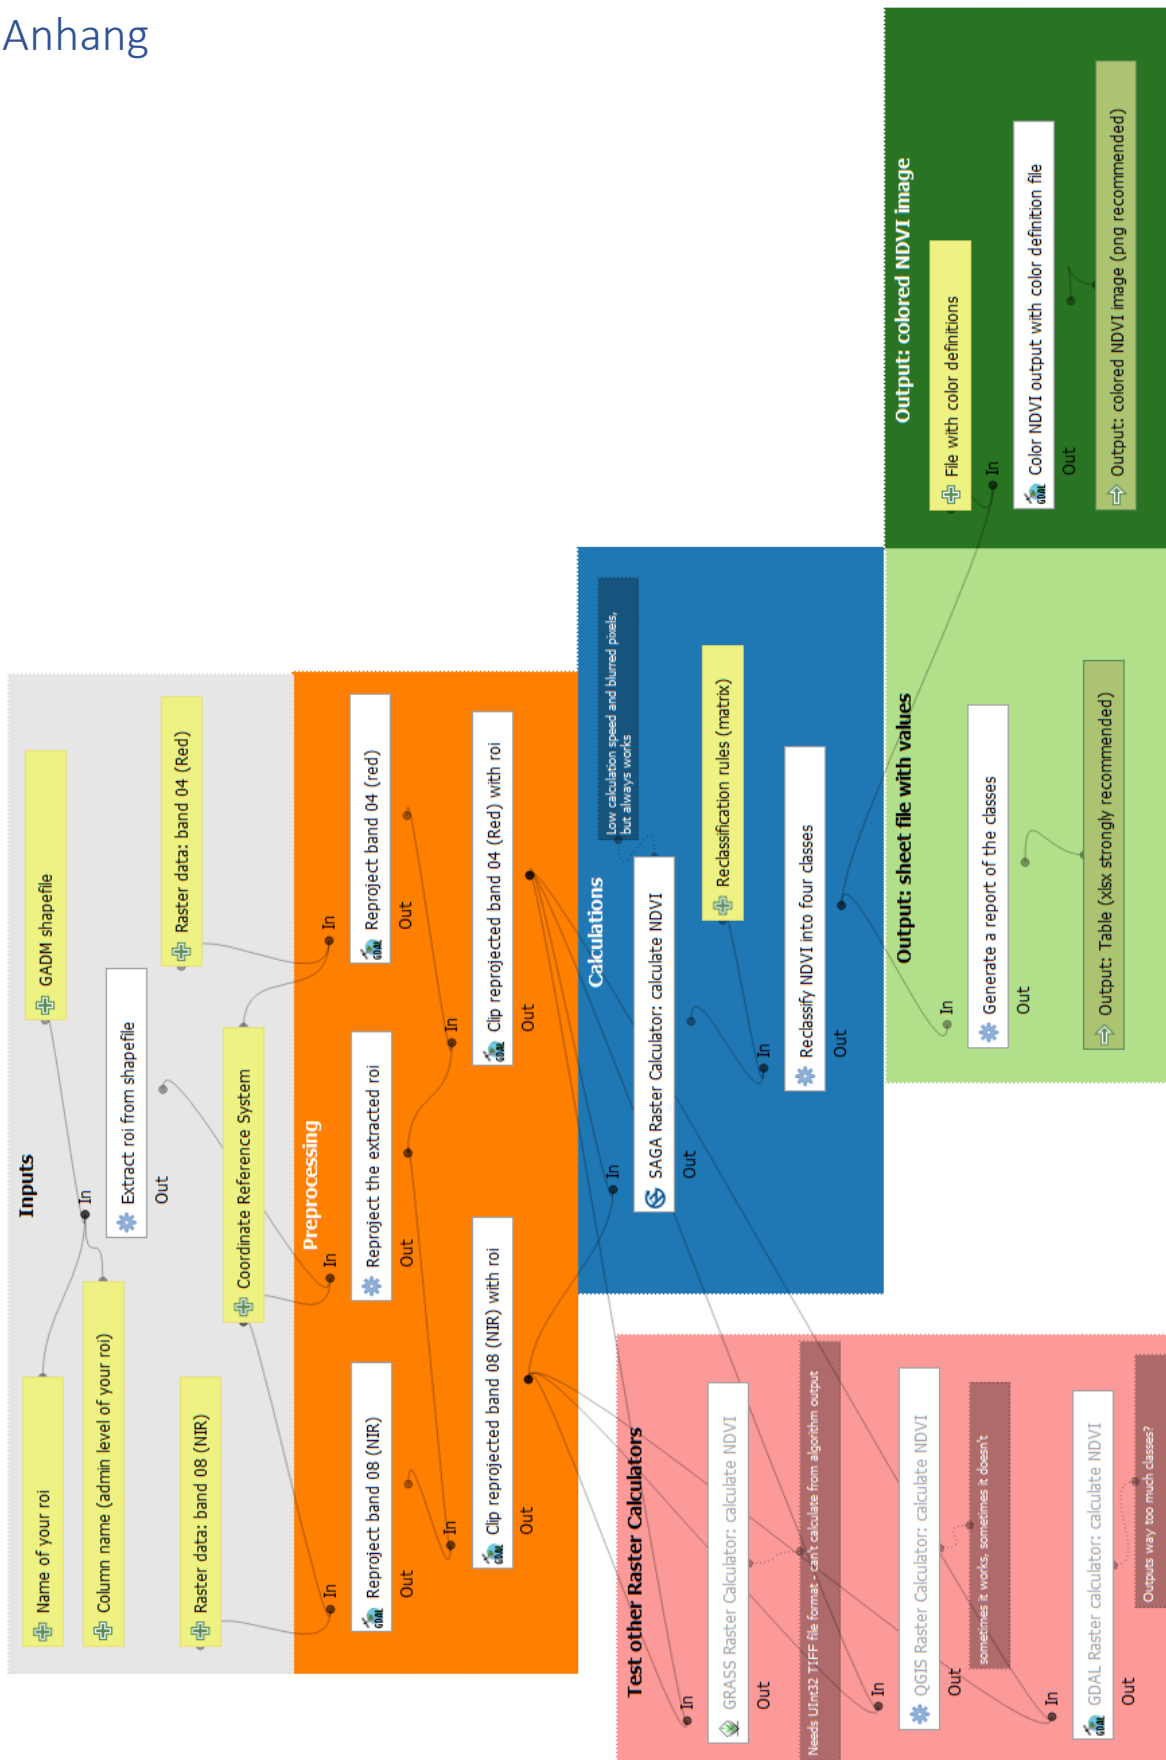 Anhang
Inputs
Name of your roi
Column name (admin level of your roi)
GADM shapefile
In
Extract roi from shapefile
Out
Raster data: band 08 (NIR)
Coordinate Reference System
Raster data: band 04 (Red)
Preprocessing
In
Reproject band 08 (NIR)
Out
In
Reproject the extracted roi
Out
In
Reproject band 04 (red)
Out
In
Clip reprojected band 08 (NIR) with roi
Out
In
Clip reprojected band 04 (Red) with roi
Out
Calculations
Low calculation speed and blurred pixels,
but always works
In
SAGA Raster Calculator: calculate NDVI
Out
Reclassification rules (matrix)
In
Reclassify NDVI into four classes
Out
Test other Raster Calculators
In
GRASS Raster Calculator: calculate NDVI
Out
Needs UInt32 TIFF file format - can't calculate from algorithm output
In
QGIS Raster Calculator: calculate NDVI
Out
sometimes it works, sometimes it doesn't
In
GDAL Raster calculator: calculate NDVI
Out
Outputs way too much classes?
Output: sheet file with values
In
Generate a report of the classes
Out
Output: Table (xlsx strongly recommended)
Output: colored NDVI image
File with color definitions
In
Color NDVI output with color definition file
Out
Output: colored NDVI image (png recommended)
GDAL
GDAL
GDAL
GDAL
GDAL
GDAL